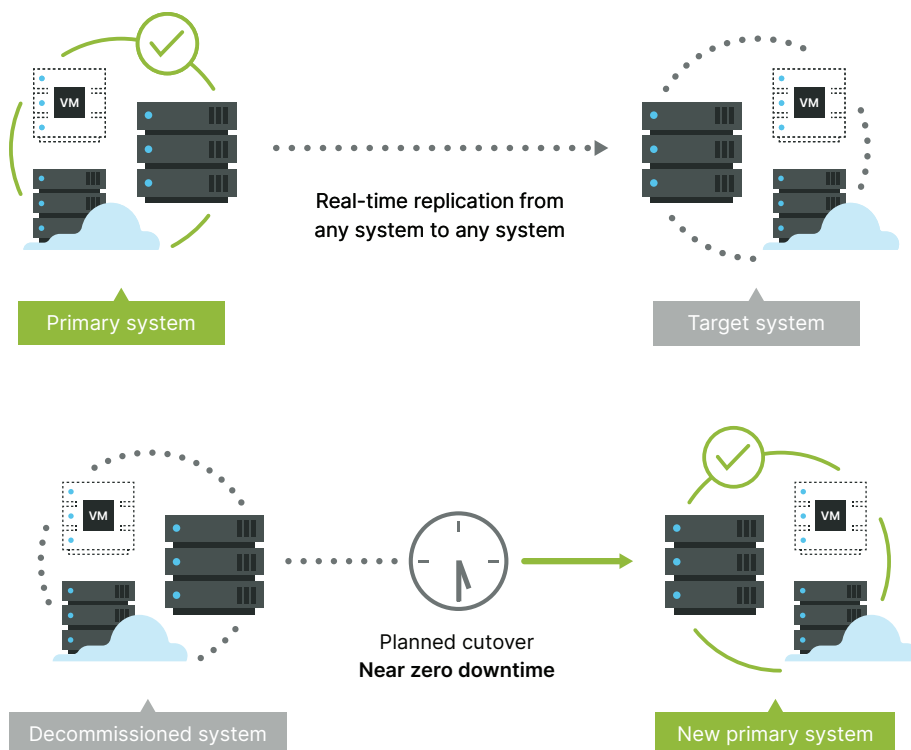 VM
VM
Real-time replication from
any system to any system
Primary system
Target system
VM
VM
Planned cutover
Near zero downtime
Decommissioned system
New primary system